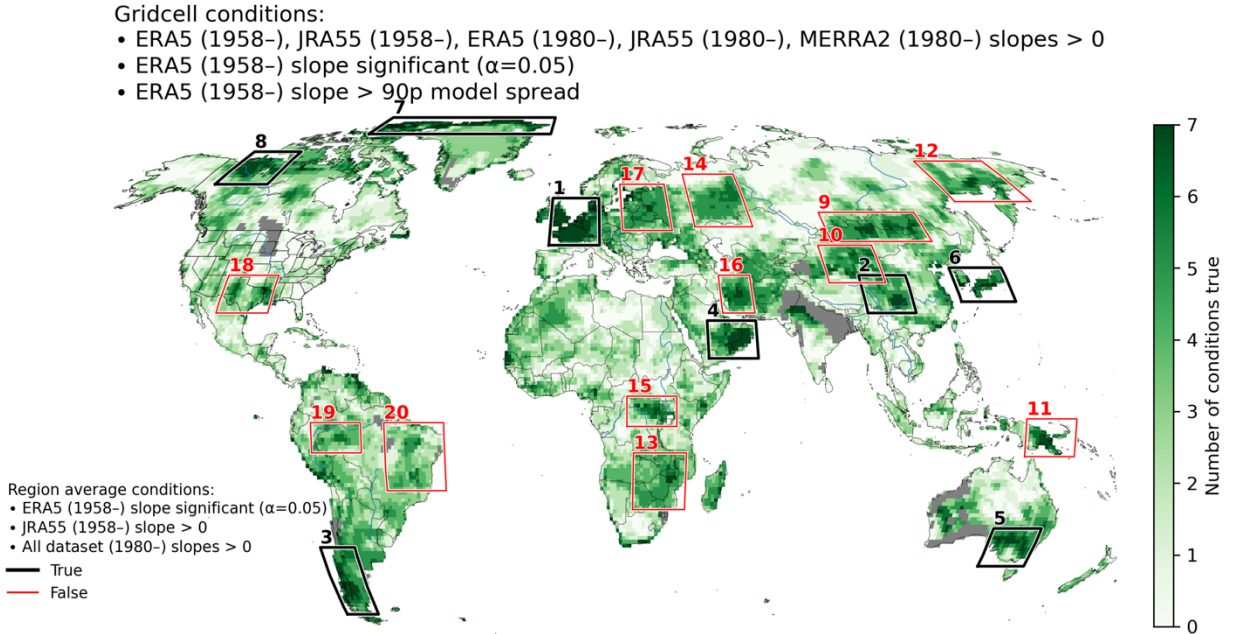 Gridcell conditions:
• ERA5 (1958–), JRA55 (1958–), ERA5 (1980–), JRA55 (1980–), MERRA2 (1980–) slopes > 0
• ERA5 (1958–) slope significant (α=0.05)
• ERA5 (1958–) slope > 90p model spread
7
8
12
14
17
1
9
10
6
2
16
18
4
15
19
20
11
13
5
3
Region average conditions:
• ERA5 (1958–) slope significant (α=0.05)
• JRA55 (1958–) slope > 0
• All dataset (1980–) slopes > 0
True
False
7
6
5
4
3
2
1
0
Number of conditions true